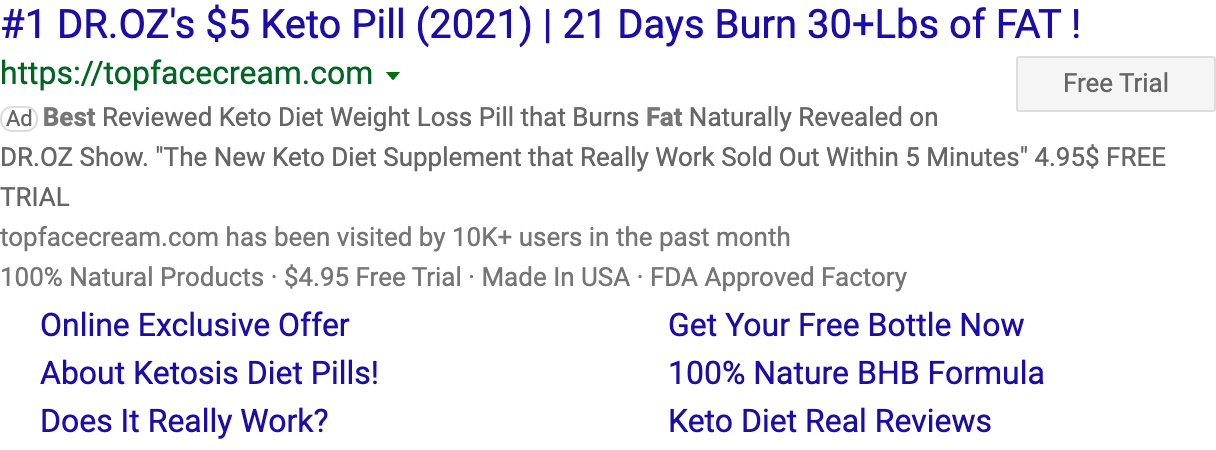 #1 DR.OZ's $5 Keto Pill (2021) | 21 Days Burn 30+Lbs of FAT !
https://topfacecream.com
Free Trial
Ad Best Reviewed Keto Diet Weight Loss Pill that Burns Fat Naturally Revealed on
DR.OZ Show. "The New Keto Diet Supplement that Really Work Sold Out Within 5 Minutes" 4.95$ FREE
TRIAL
topfacecream.com has been visited by 10K+ users in the past month
100% Natural Products · $4.95 Free Trial · Made In USA · FDA Approved Factory
Online Exclusive Offer
Get Your Free Bottle Now
About Ketosis Diet Pills!
100% Nature BHB Formula
Does It Really Work?
Keto Diet Real Reviews